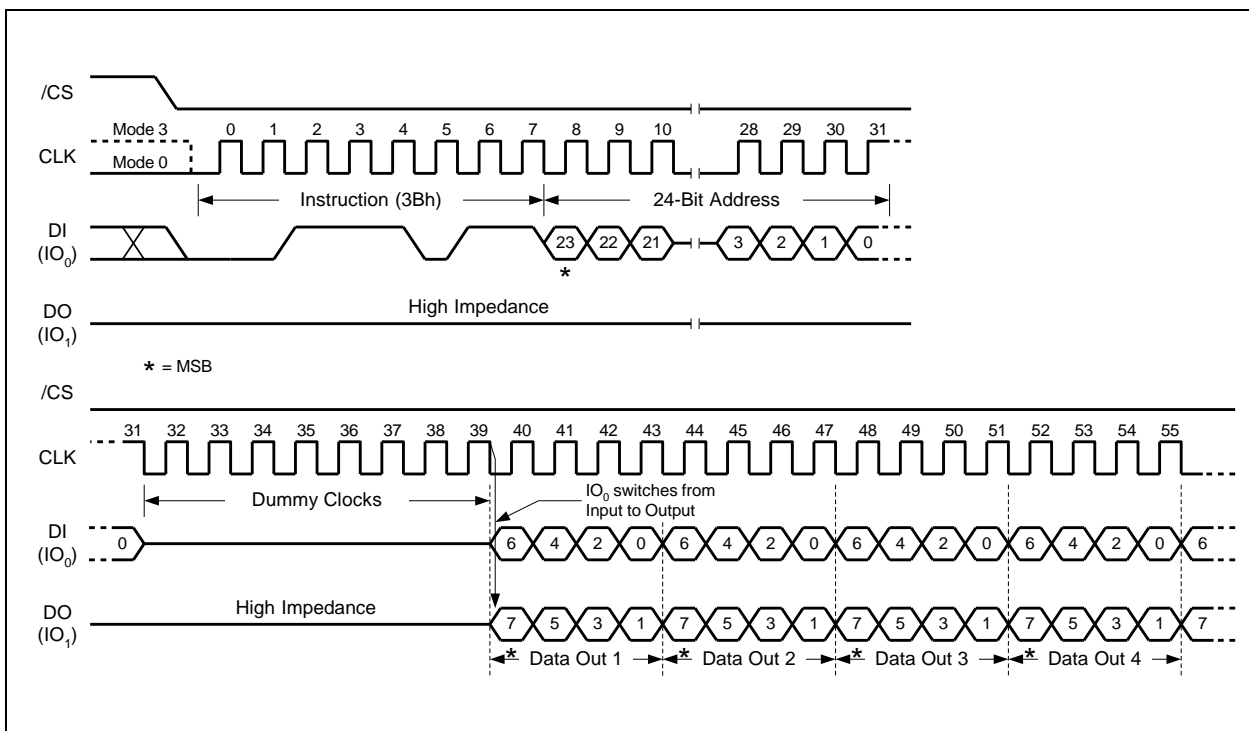 /CS
Mode 3 0 1 2 3 4 5 6 7 8 9 10 28 29 30 31
CLK
Mode 0
Instruction (3Bh) 24-Bit Address
DI
(IO0)
23 22 21 3 2 1 0
*
High Impedance
DO
(IO1)
* = MSB
/CS
31 32 33 34 35 36 37 38 39 40 41 42 43 44 45 46 47 48 49 50 51 52 53 54 55
CLK
Dummy Clocks
IO0 switches from
Input to Output
DI
(IO0)
0 6 4 2 0 6 4 2 0 6 4 2 0 6 4 2 0 6
High Impedance
DO
(IO1)
7 5 3 1 7 5 3 1 7 5 3 1 7 5 3 1 7
* Data Out 1 * Data Out 2 * Data Out 3 * Data Out 4